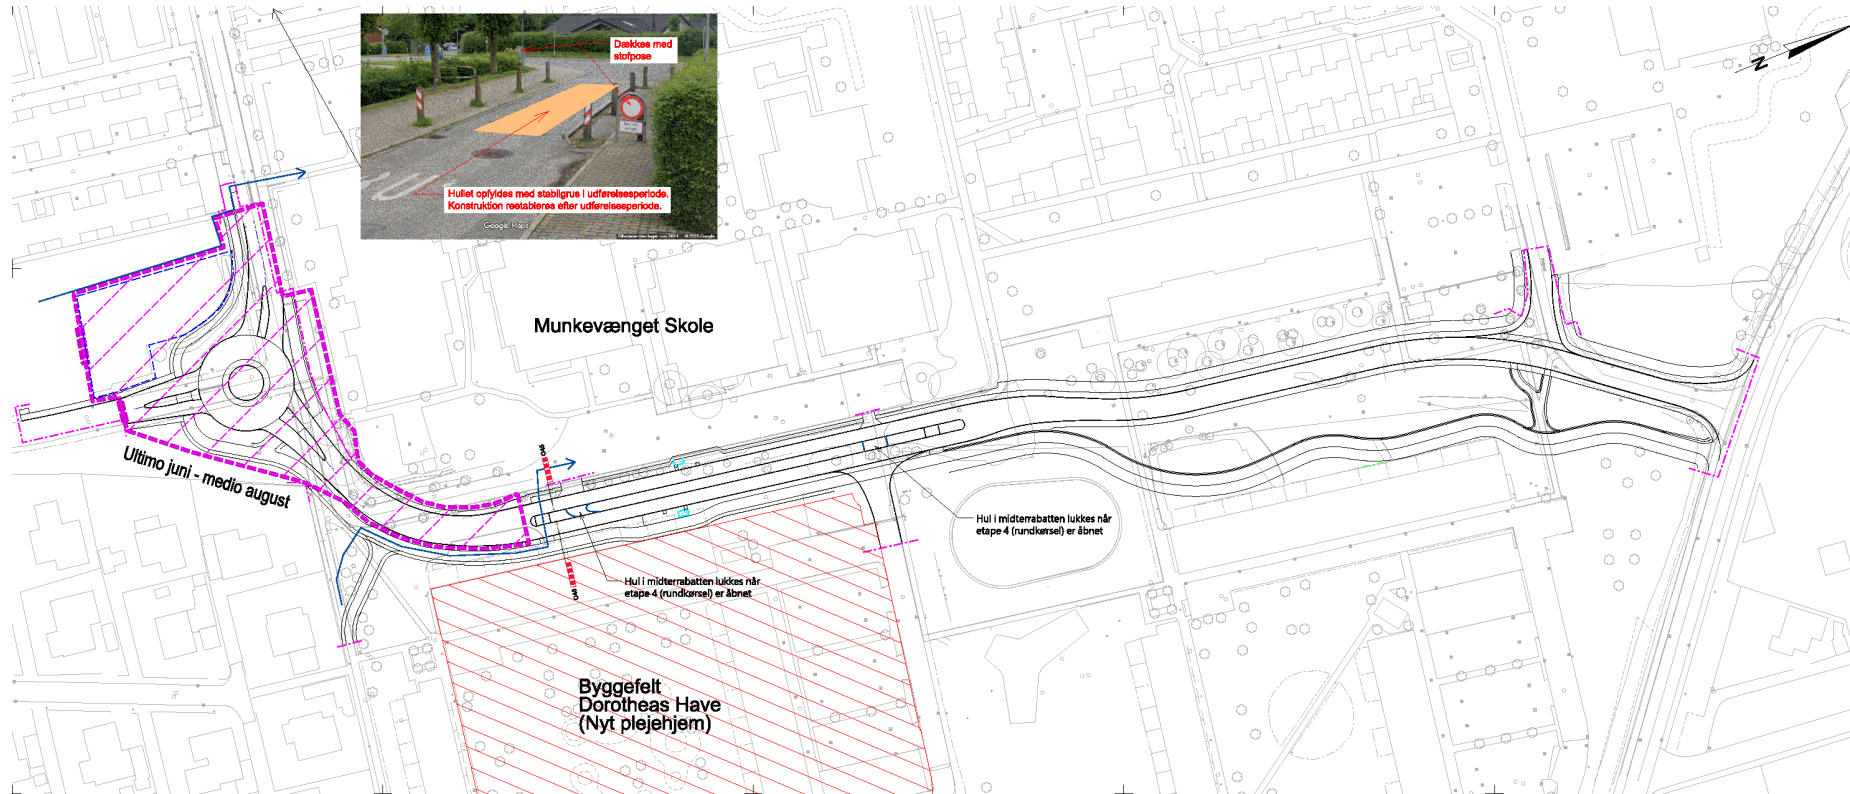 Dækkes med
stofpose
Hullet opfyldes med stabilgrus i udførelsesperiode.
Konstruktion reetableres efter udførelsesperiode.
Google Maps
N
Munkevænget Skole
Ultimo juni - medio august
Hul i midterrabatten lukkes når
etape 4 (rundkørsel) er åbnet
Hul i midterrabatten lukkes når
etape 4 (rundkørsel) er åbnet
Byggefelt
Dorotheas Have
(Nyt plejehjem)